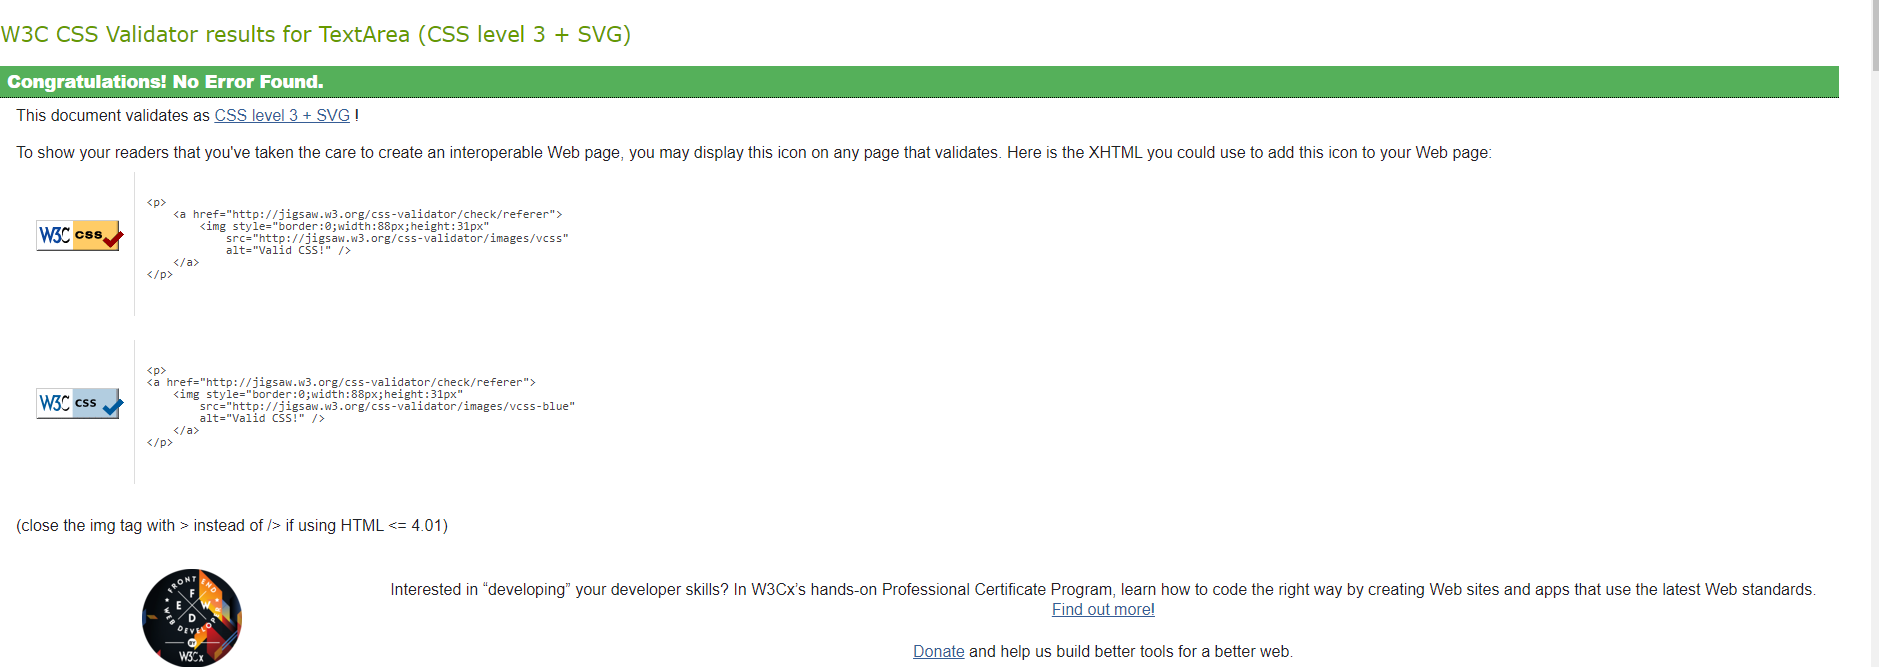 W3C CSS Validator results for TextArea (CSS level 3 + SVG)
Congratulations! No Error Found.
This document validates as CSS level 3 + SVG !
To show your readers that you've taken the care to create an interoperable Web page, you may display this icon on any page that validates. Here is the XHTML you could use to add this icon to your Web page:
W3C css
<p>
    <a href="http://jigsaw.w3.org/css-validator/check/referer">
        <img style="border:0;width:88px;height:31px"
            src="http://jigsaw.w3.org/css-validator/images/vcss"
            alt="Valid CSS!" />
    </a>
</p>
W3C css
<p>
<a href="http://jigsaw.w3.org/css-validator/check/referer">
    <img style="border:0;width:88px;height:31px"
        src="http://jigsaw.w3.org/css-validator/images/vcss-blue"
        alt="Valid CSS!" />
    </a>
</p>
(close the img tag with > instead of /> if using HTML <= 4.01)
FRONT END
WEB DEVELOPER
F
E W
D
BY
W3Cx
Interested in “developing” your developer skills? In W3Cx’s hands-on Professional Certificate Program, learn how to code the right way by creating Web sites and apps that use the latest Web standards.
Find out more!
Donate and help us build better tools for a better web.